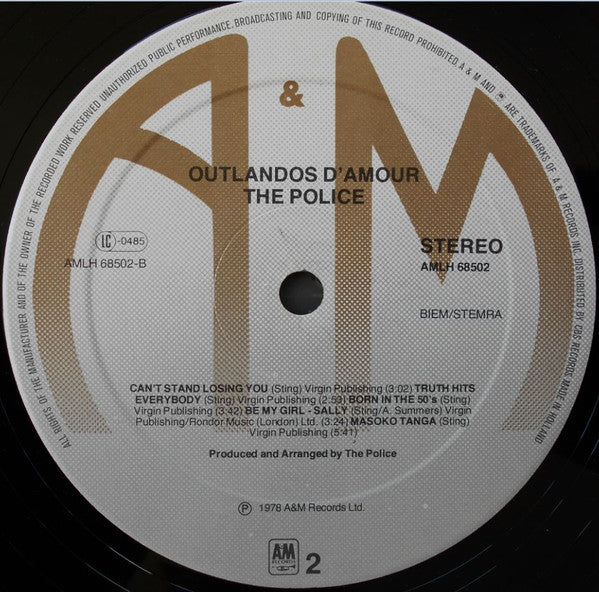 ALL RIGHTS OF THE MANUFACTURER AND OF THE OWNER OF THE RECORDED WORK RESERVED UNAUTHORIZED PUBLIC PERFORMANCE, BROADCASTING AND COPYING OF THIS RECORD PROHIBITED. A & M AND ARE TRADEMARKS OF A & M RECORDS INC. DISTRIBUTED BY CBS RECORDS MADE IN HOLLAND
A & M
OUTLANDOS D'AMOUR
THE POLICE
LC -0485
AMLH 68502-B
STEREO
AMLH 68502
BIEM/STEMRA
CAN'T STAND LOSING YOU (Sting) Virgin Publishing (3:02) TRUTH HITS
EVERYBODY (Sting) Virgin Publishing (2:53) BORN IN THE 50's (Sting)
Virgin Publishing (3:42) BE MY GIRL - SALLY (Sting/A. Summers) Virgin
Publishing/Rondor Music (London) Ltd. (3:24) MASOKO TANGA (Sting)
Virgin Publishing (5:41)
Produced and Arranged by The Police
Ⓟ 1978 A&M Records Ltd.
AM
RECORDS
2